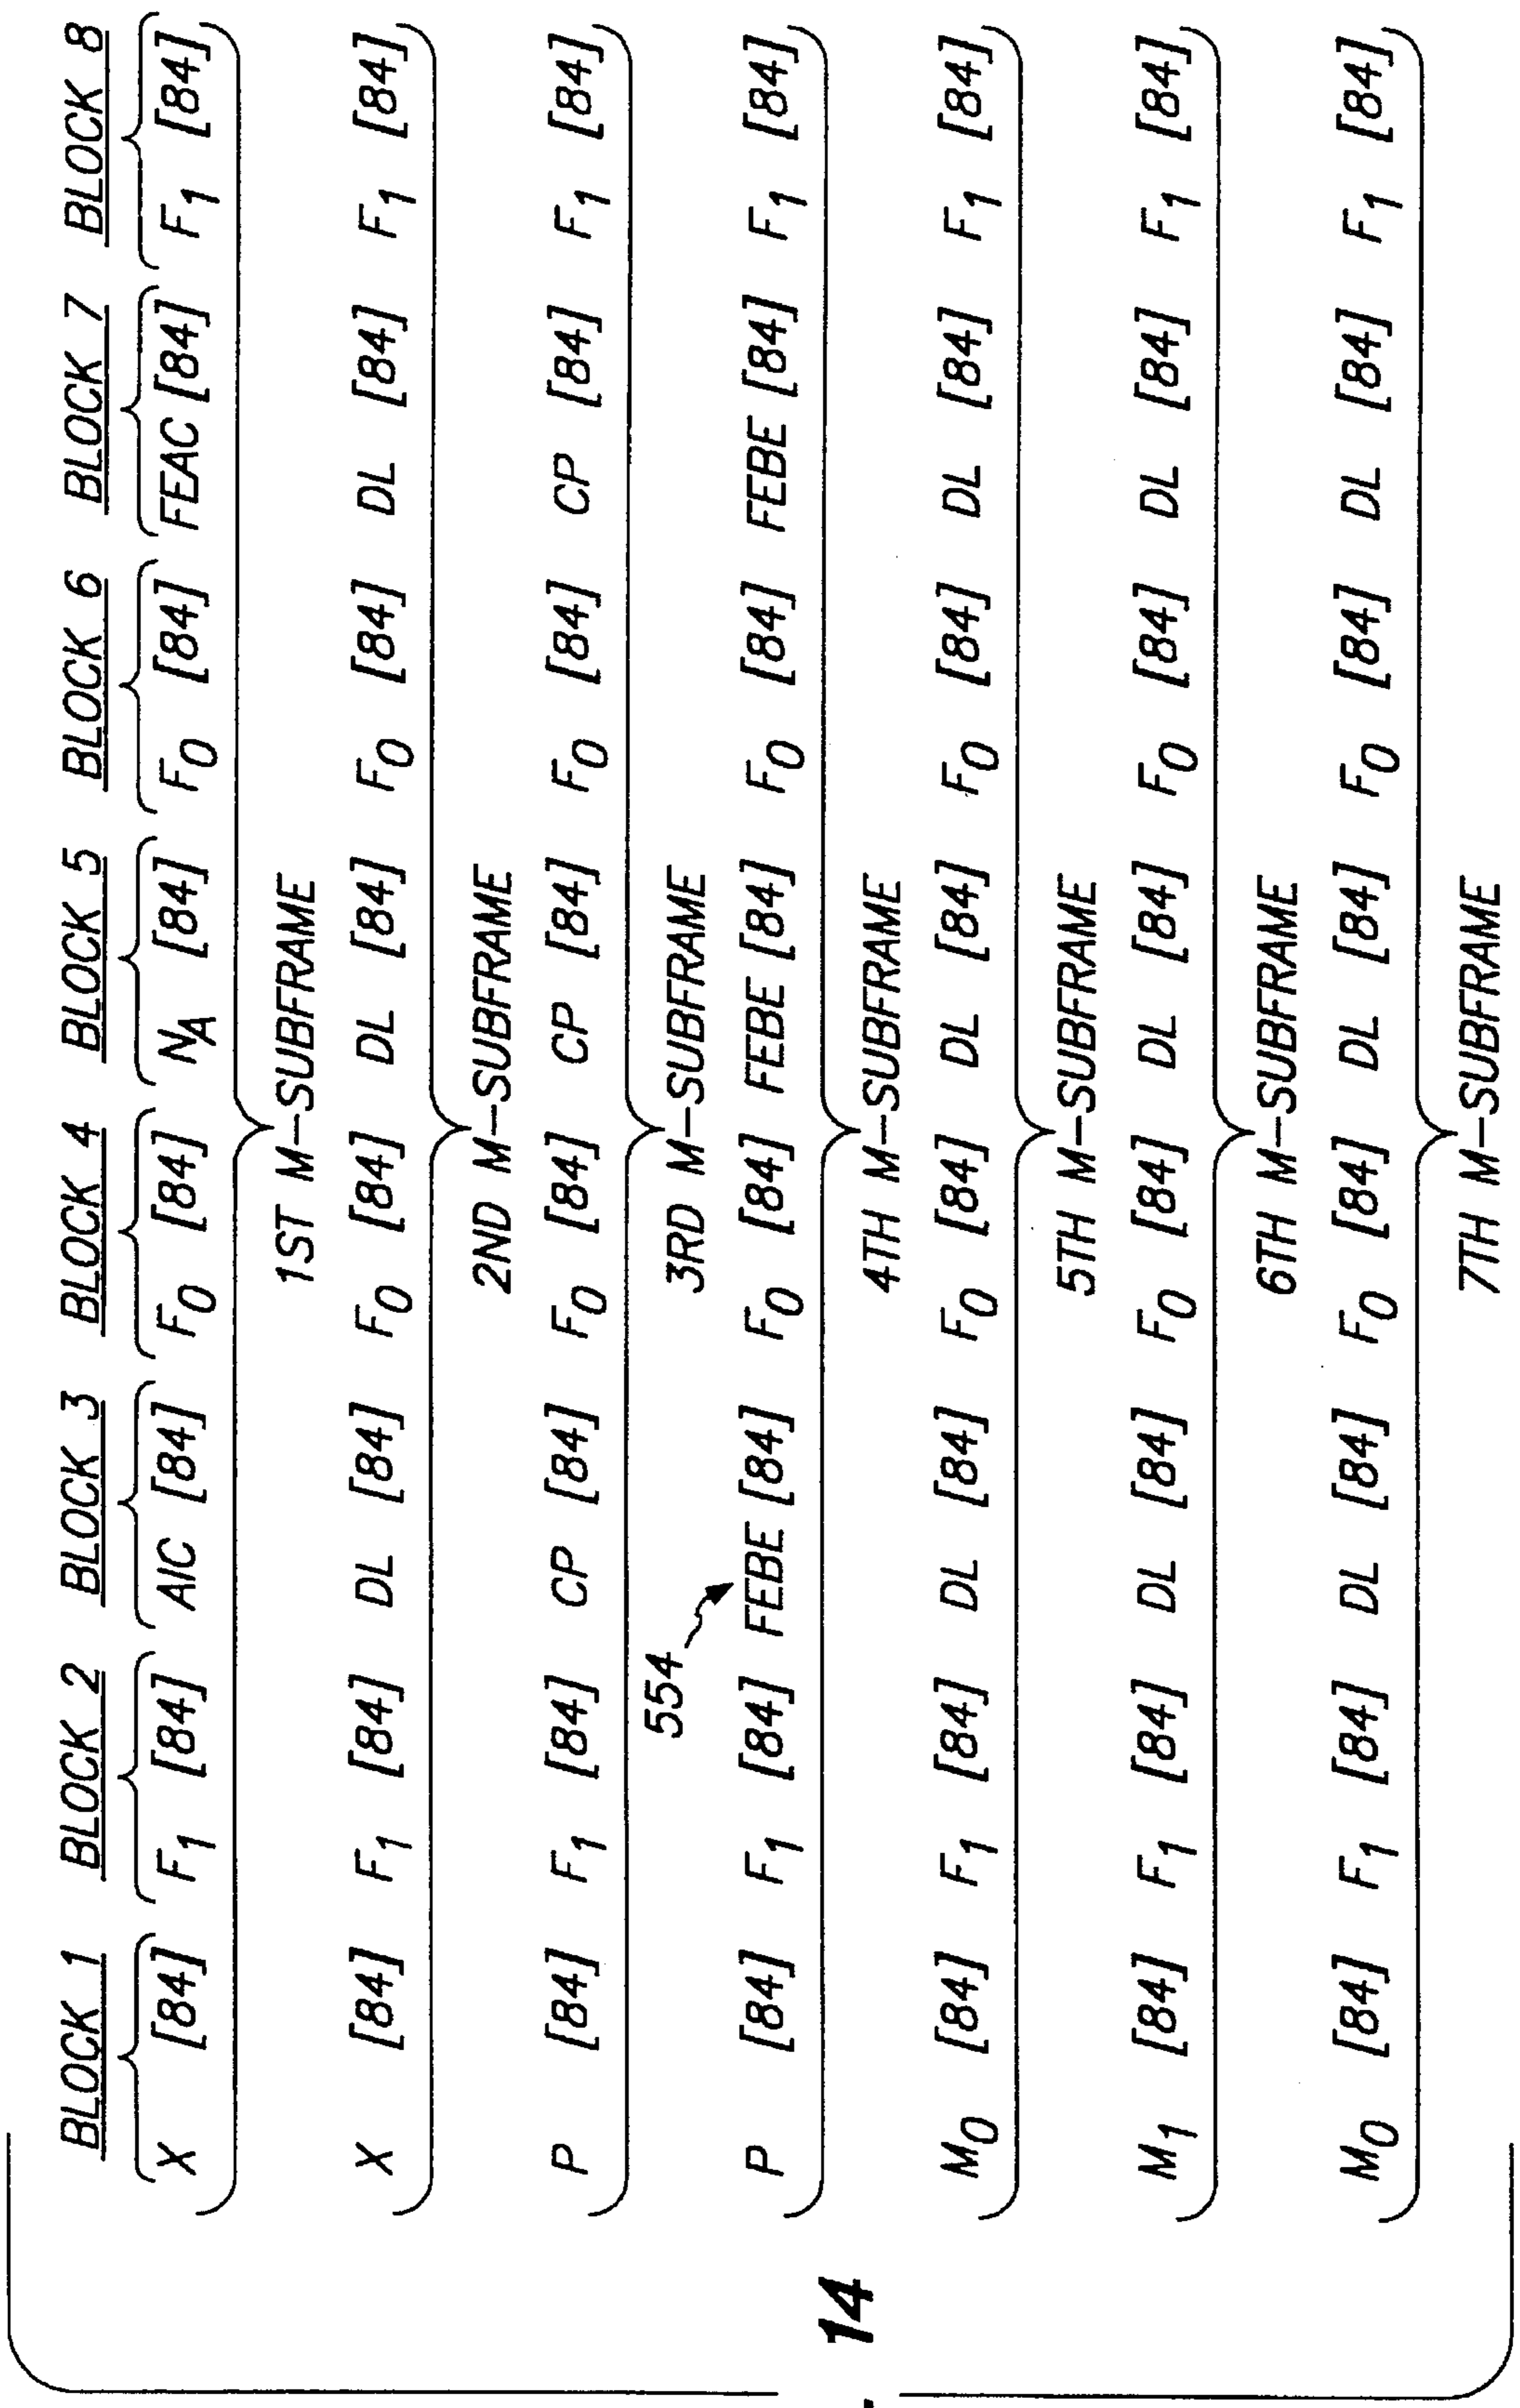 BLOCK 1 BLOCK 2 BLOCK 3 BLOCK 4 BLOCK 5 BLOCK 6 BLOCK 7 BLOCK 8
X [84] F1 [84] AIC [84] F0 [84] NA [84] F0 [84] FEAC [84] F1 [84]
1ST M-SUBFRAME
X [84] F1 [84] DL [84] F0 [84] DL [84] F0 [84] DL [84] F1 [84]
2ND M-SUBFRAME
P [84] F1 [84] CP [84] F0 [84] CP [84] F0 [84] CP [84] F1 [84]
3RD M-SUBFRAME
554
P [84] F1 [84] FEBE [84] F0 [84] FEBE [84] F0 [84] FEBE [84] F1 [84]
4TH M-SUBFRAME
M0 [84] F1 [84] DL [84] F0 [84] DL [84] F0 [84] DL [84] F1 [84]
5TH M-SUBFRAME
M1 [84] F1 [84] DL [84] F0 [84] DL [84] F0 [84] DL [84] F1 [84]
6TH M-SUBFRAME
M0 [84] F1 [84] DL [84] F0 [84] DL [84] F0 [84] DL [84] F1 [84]
7TH M-SUBFRAME
14